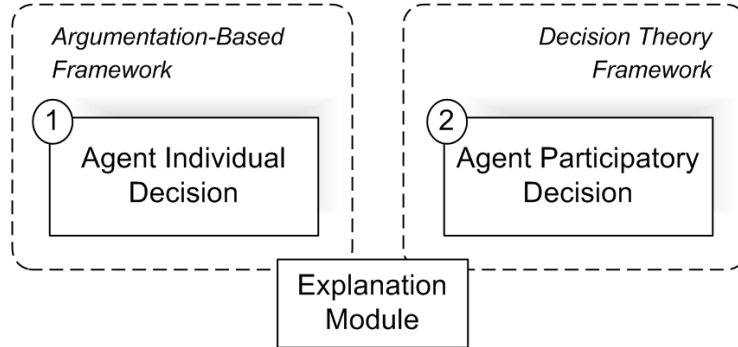 Argumentation-Based
Framework
1
Agent Individual
Decision
Decision Theory
Framework
2
Agent Participatory
Decision
Explanation
Module